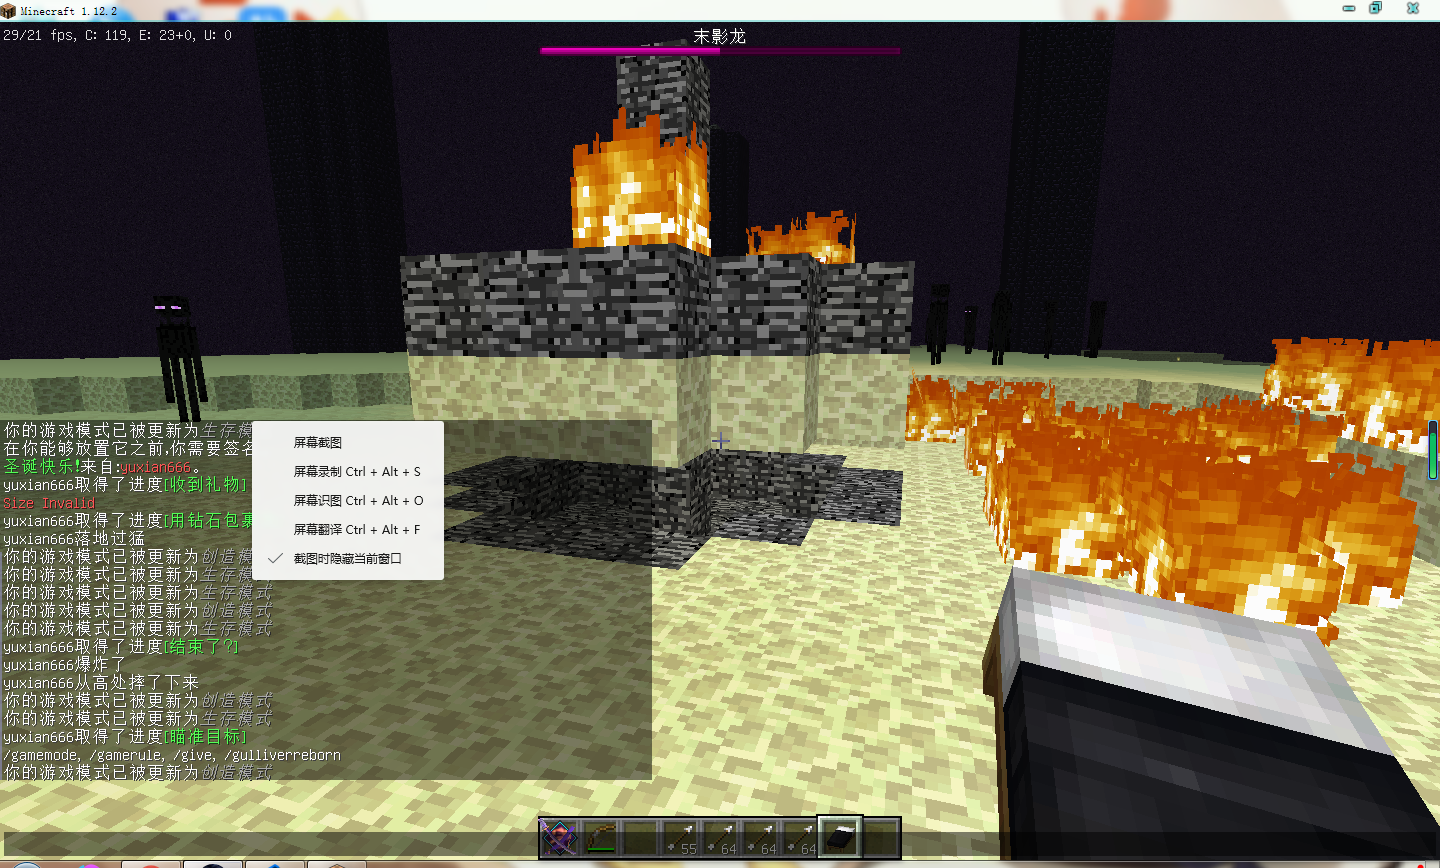 Minecraft 1.12.2
29/21 fps, C: 119, E: 23+0, U: 0
末影龙
你的游戏模式已被更新为生存模
在你能够放置它之前,你需要签名
圣诞快乐!来自:yuxian666。
yuxian666取得了进度[收到礼物]
Size Invalid
yuxian666取得了进度[用钻石包裹
yuxian666落地过猛
你的游戏模式已被更新为创造模式
你的游戏模式已被更新为生存模式
你的游戏模式已被更新为生存模式
你的游戏模式已被更新为创造模式
你的游戏模式已被更新为生存模式
yuxian666取得了进度[结束了?]
yuxian666爆炸了
yuxian666从高处摔了下来
你的游戏模式已被更新为创造模式
你的游戏模式已被更新为生存模式
yuxian666取得了进度[瞄准目标]
/gamemode, /gamerule, /give, /gulliverreborn
你的游戏模式已被更新为创造模式
屏幕截图
屏幕录制 Ctrl + Alt + S
屏幕识图 Ctrl + Alt + O
屏幕翻译 Ctrl + Alt + F
截图时隐藏当前窗口
55 64 64 64